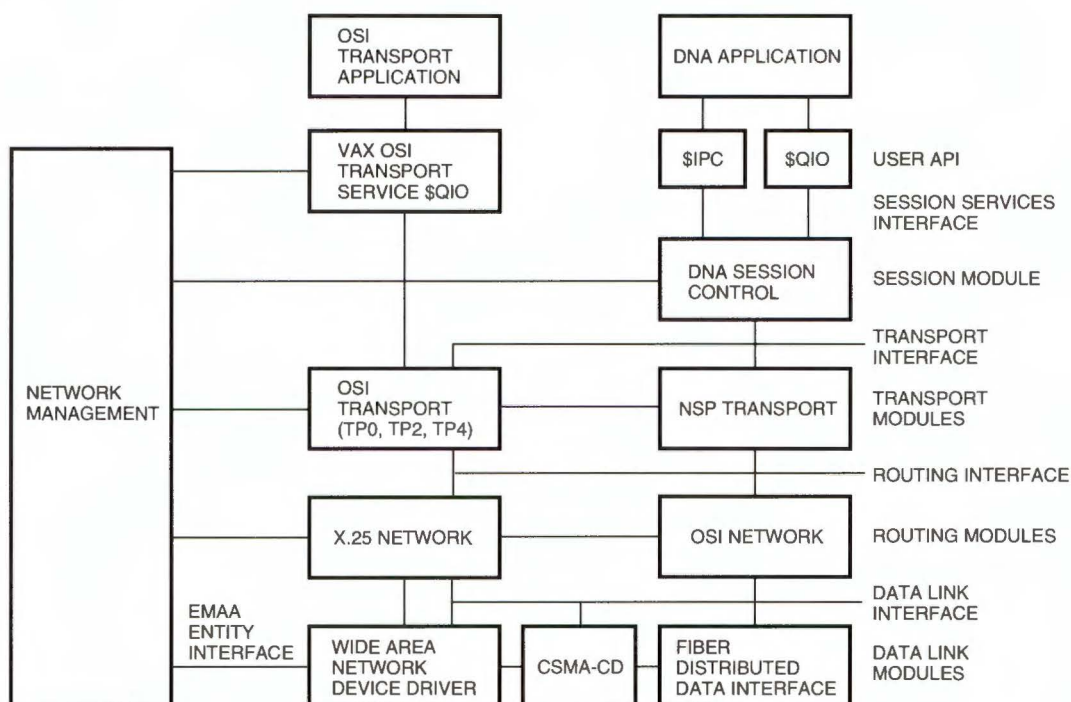 OSI
TRANSPORT
APPLICATION
DNA APPLICATION
VAX OSI
TRANSPORT
SERVICE $QIO
$IPC
$QIO
USER API
SESSION SERVICES
INTERFACE
DNA SESSION
CONTROL
SESSION MODULE
TRANSPORT
INTERFACE
NETWORK
MANAGEMENT
OSI
TRANSPORT
(TP0, TP2, TP4)
NSP TRANSPORT
TRANSPORT
MODULES
ROUTING INTERFACE
X.25 NETWORK
OSI NETWORK
ROUTING MODULES
DATA LINK
INTERFACE
EMAA
ENTITY
INTERFACE
WIDE AREA
NETWORK
DEVICE DRIVER
CSMA-CD
FIBER
DISTRIBUTED
DATA INTERFACE
DATA LINK
MODULES